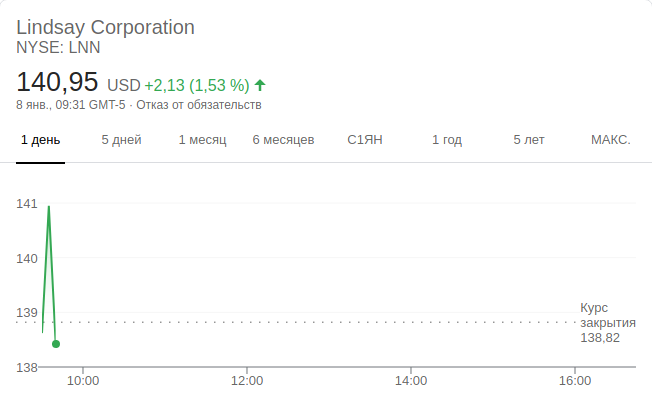 Lindsay Corporation
NYSE: LNN
140,95 USD +2,13 (1,53 %)
8 янв., 09:31 GMT-5 · Отказ от обязательств
1 день 5 дней 1 месяц 6 месяцев С1ЯН 1 год 5 лет МАКС.
141
140
139
138
Курс
закрытия
138,82
10:00 12:00 14:00 16:00